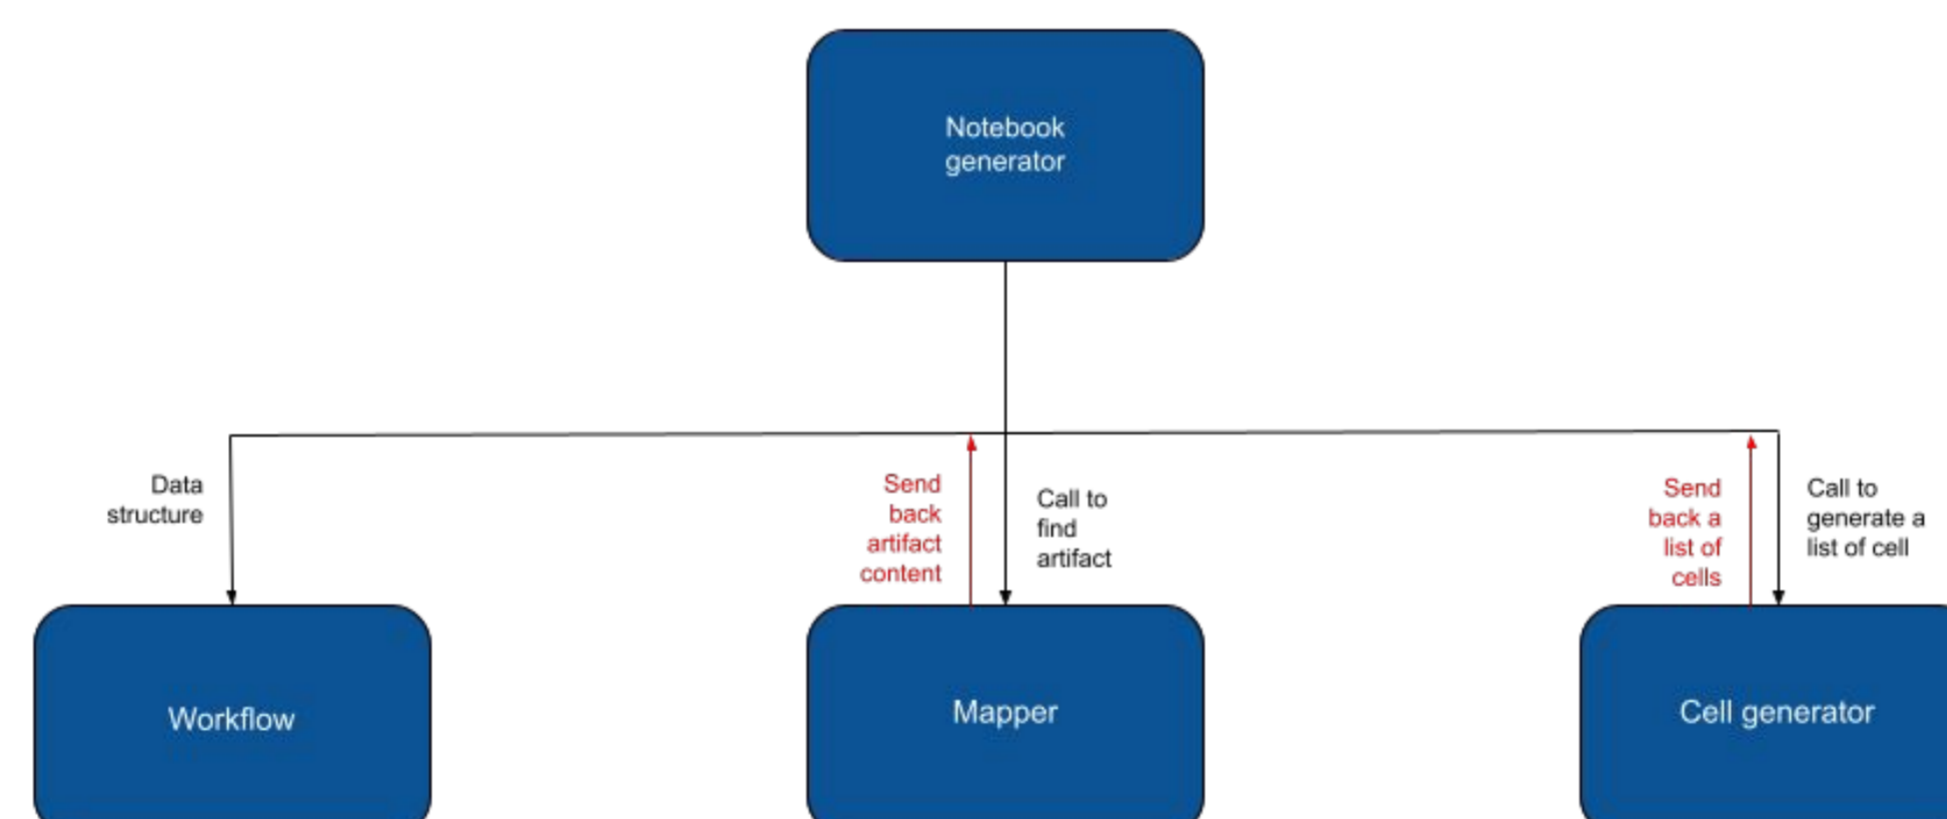 Notebook
generator
Data
structure
Send
back
artifact
content
Call to
find
artifact
Send
back a
list of
cells
Call to
generate a
list of cell
Workflow
Mapper
Cell generator